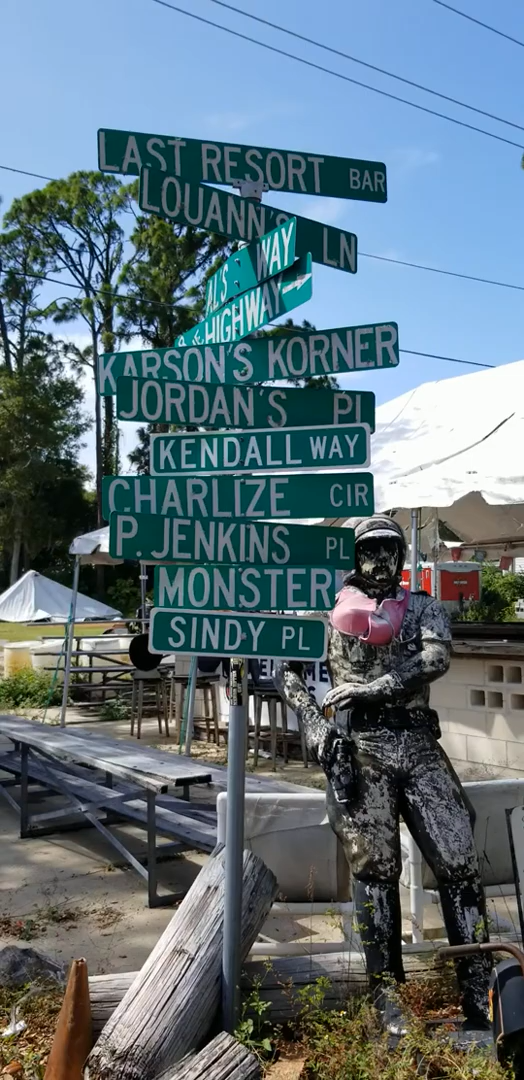 LAST RESORT BAR
LOUANN'S LN
AL'S WAY
HIGHWAY
KARSON'S KORNER
JORDAN'S PL
KENDALL WAY
CHARLIZE CIR
P. JENKINS PL
MONSTER
SINDY PL